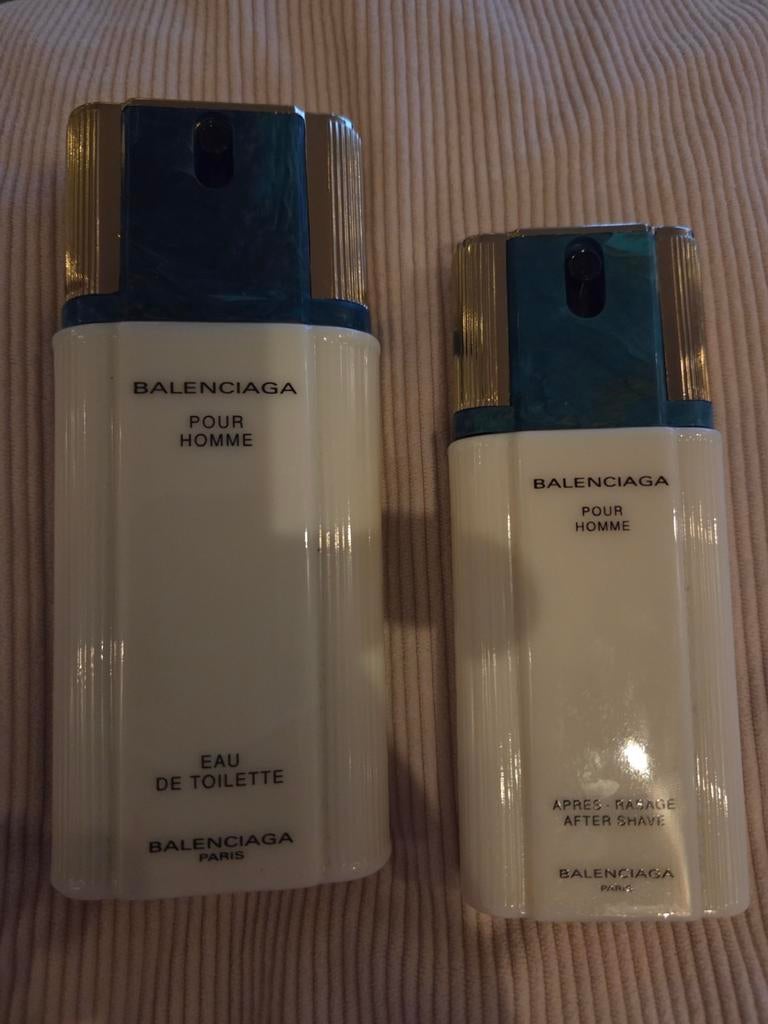 BALENCIAGA
POUR
HOMME
EAU
DE TOILETTE
BALENCIAGA
PARIS
BALENCIAGA
POUR
HOMME
APRES - RASAGE
AFTER SHAVE
BALENCIAGA
PARIS